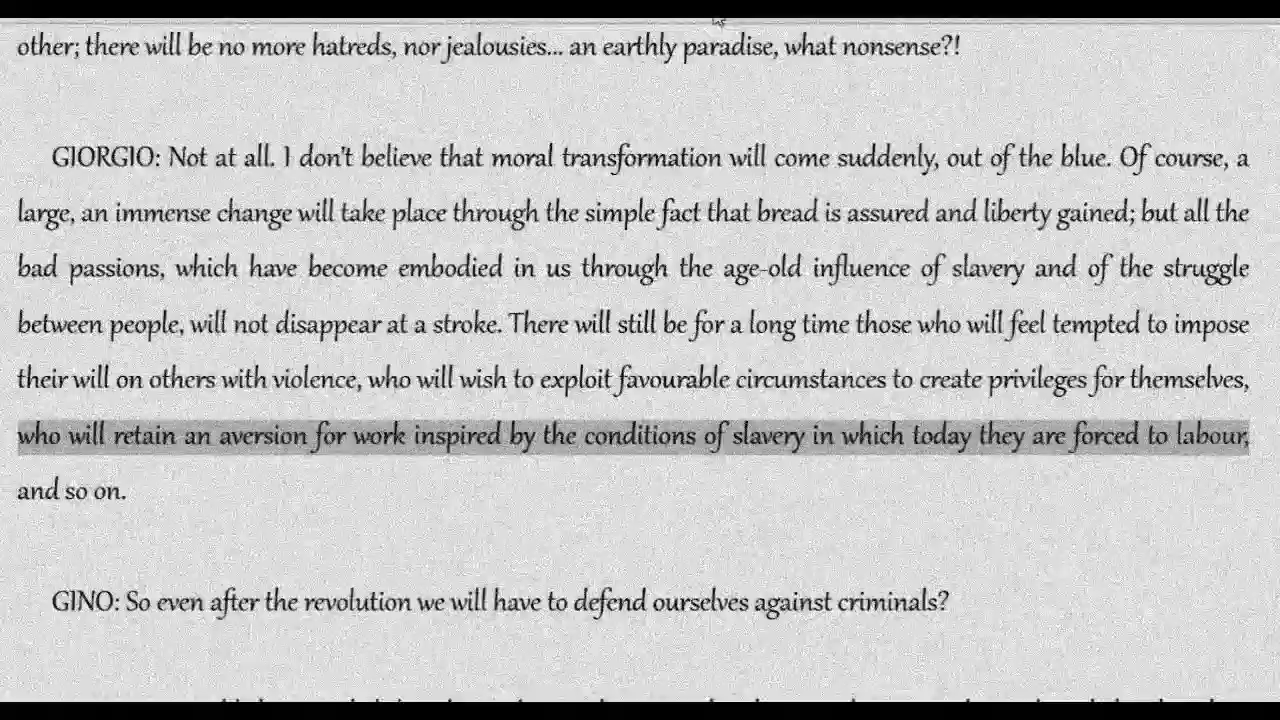 other; there will be no more hatreds, nor jealousies... an earthly paradise, what nonsense?!
GIORGIO: Not at all. I don't believe that moral transformation will come suddenly, out of the blue. Of course, a
large, an immense change will take place through the simple fact that bread is assured and liberty gained; but all the
bad passions, which have become embodied in us through the age-old influence of slavery and of the struggle
between people, will not disappear at a stroke. There will still be for a long time those who will feel tempted to impose
their will on others with violence, who will wish to exploit favourable circumstances to create privileges for themselves,
who will retain an aversion for work inspired by the conditions of slavery in which today they are forced to labour,
and so on.
GINO: So even after the revolution we will have to defend ourselves against criminals?